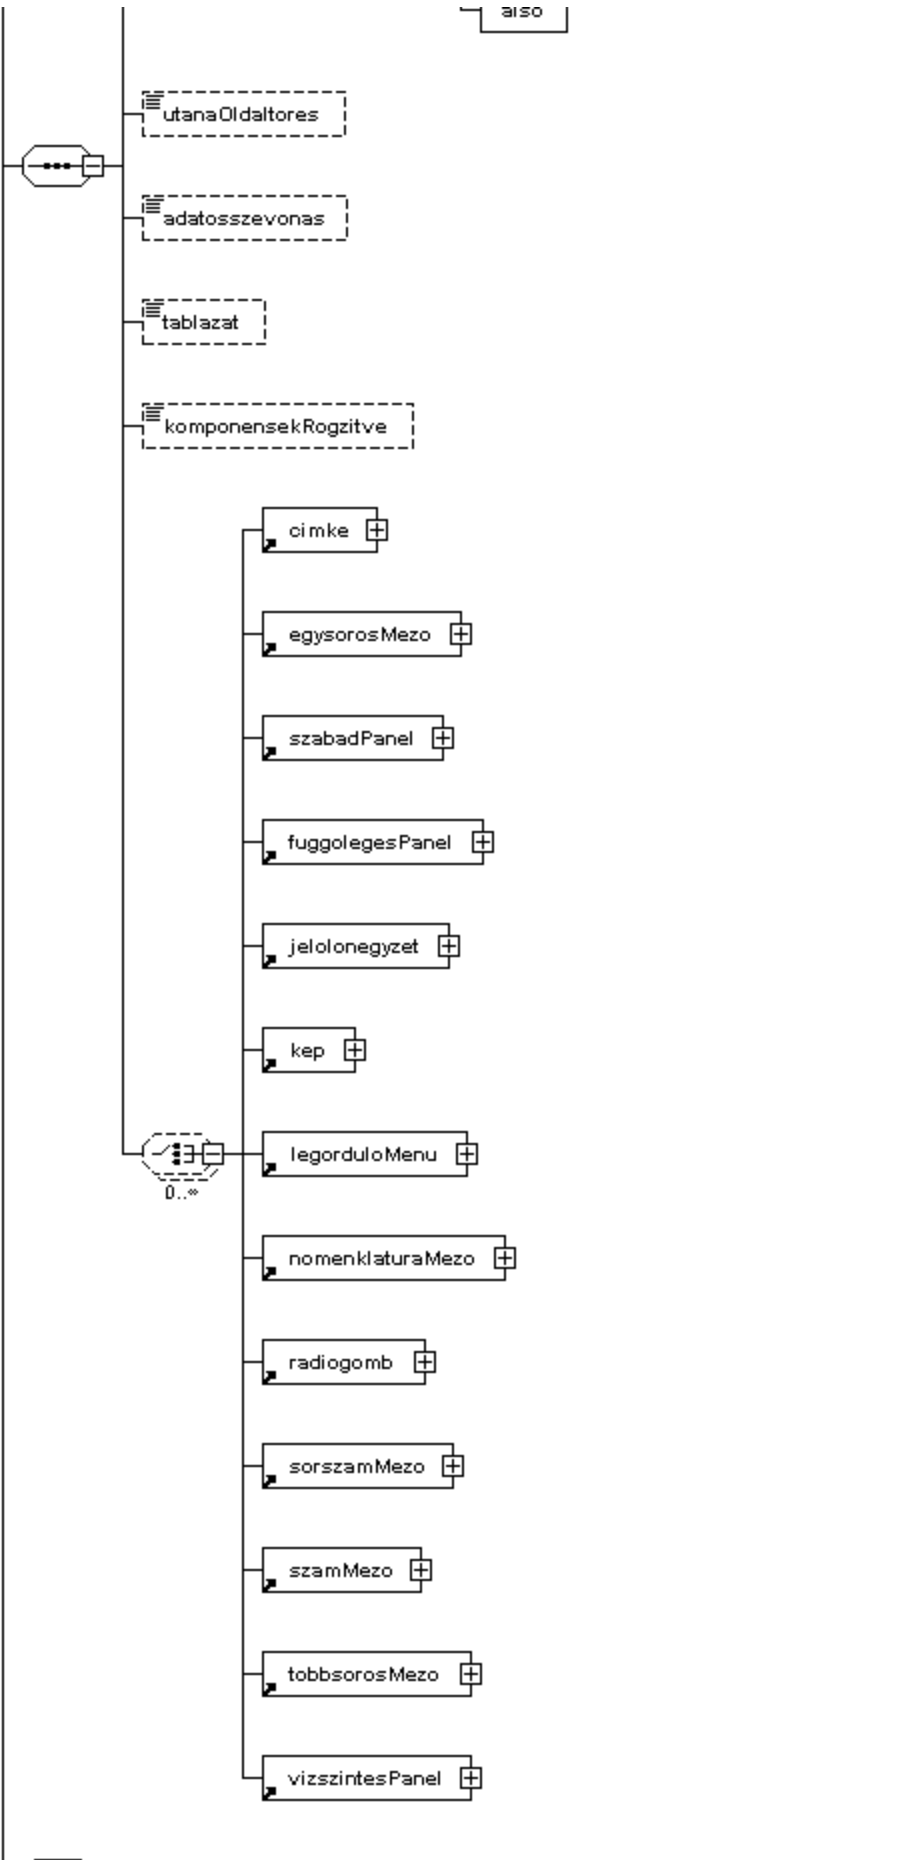 also
utanaOldaltores
adatosszevonas
tablazat
komponensekRogzitve
cimke
egysorosMezo
szabadPanel
fuggolegesPanel
jelolonegyzet
kep
legorduloMenu
0..∞
nomenklaturaMezo
radiogomb
sorszamMezo
szamMezo
tobbsorosMezo
vizszintesPanel